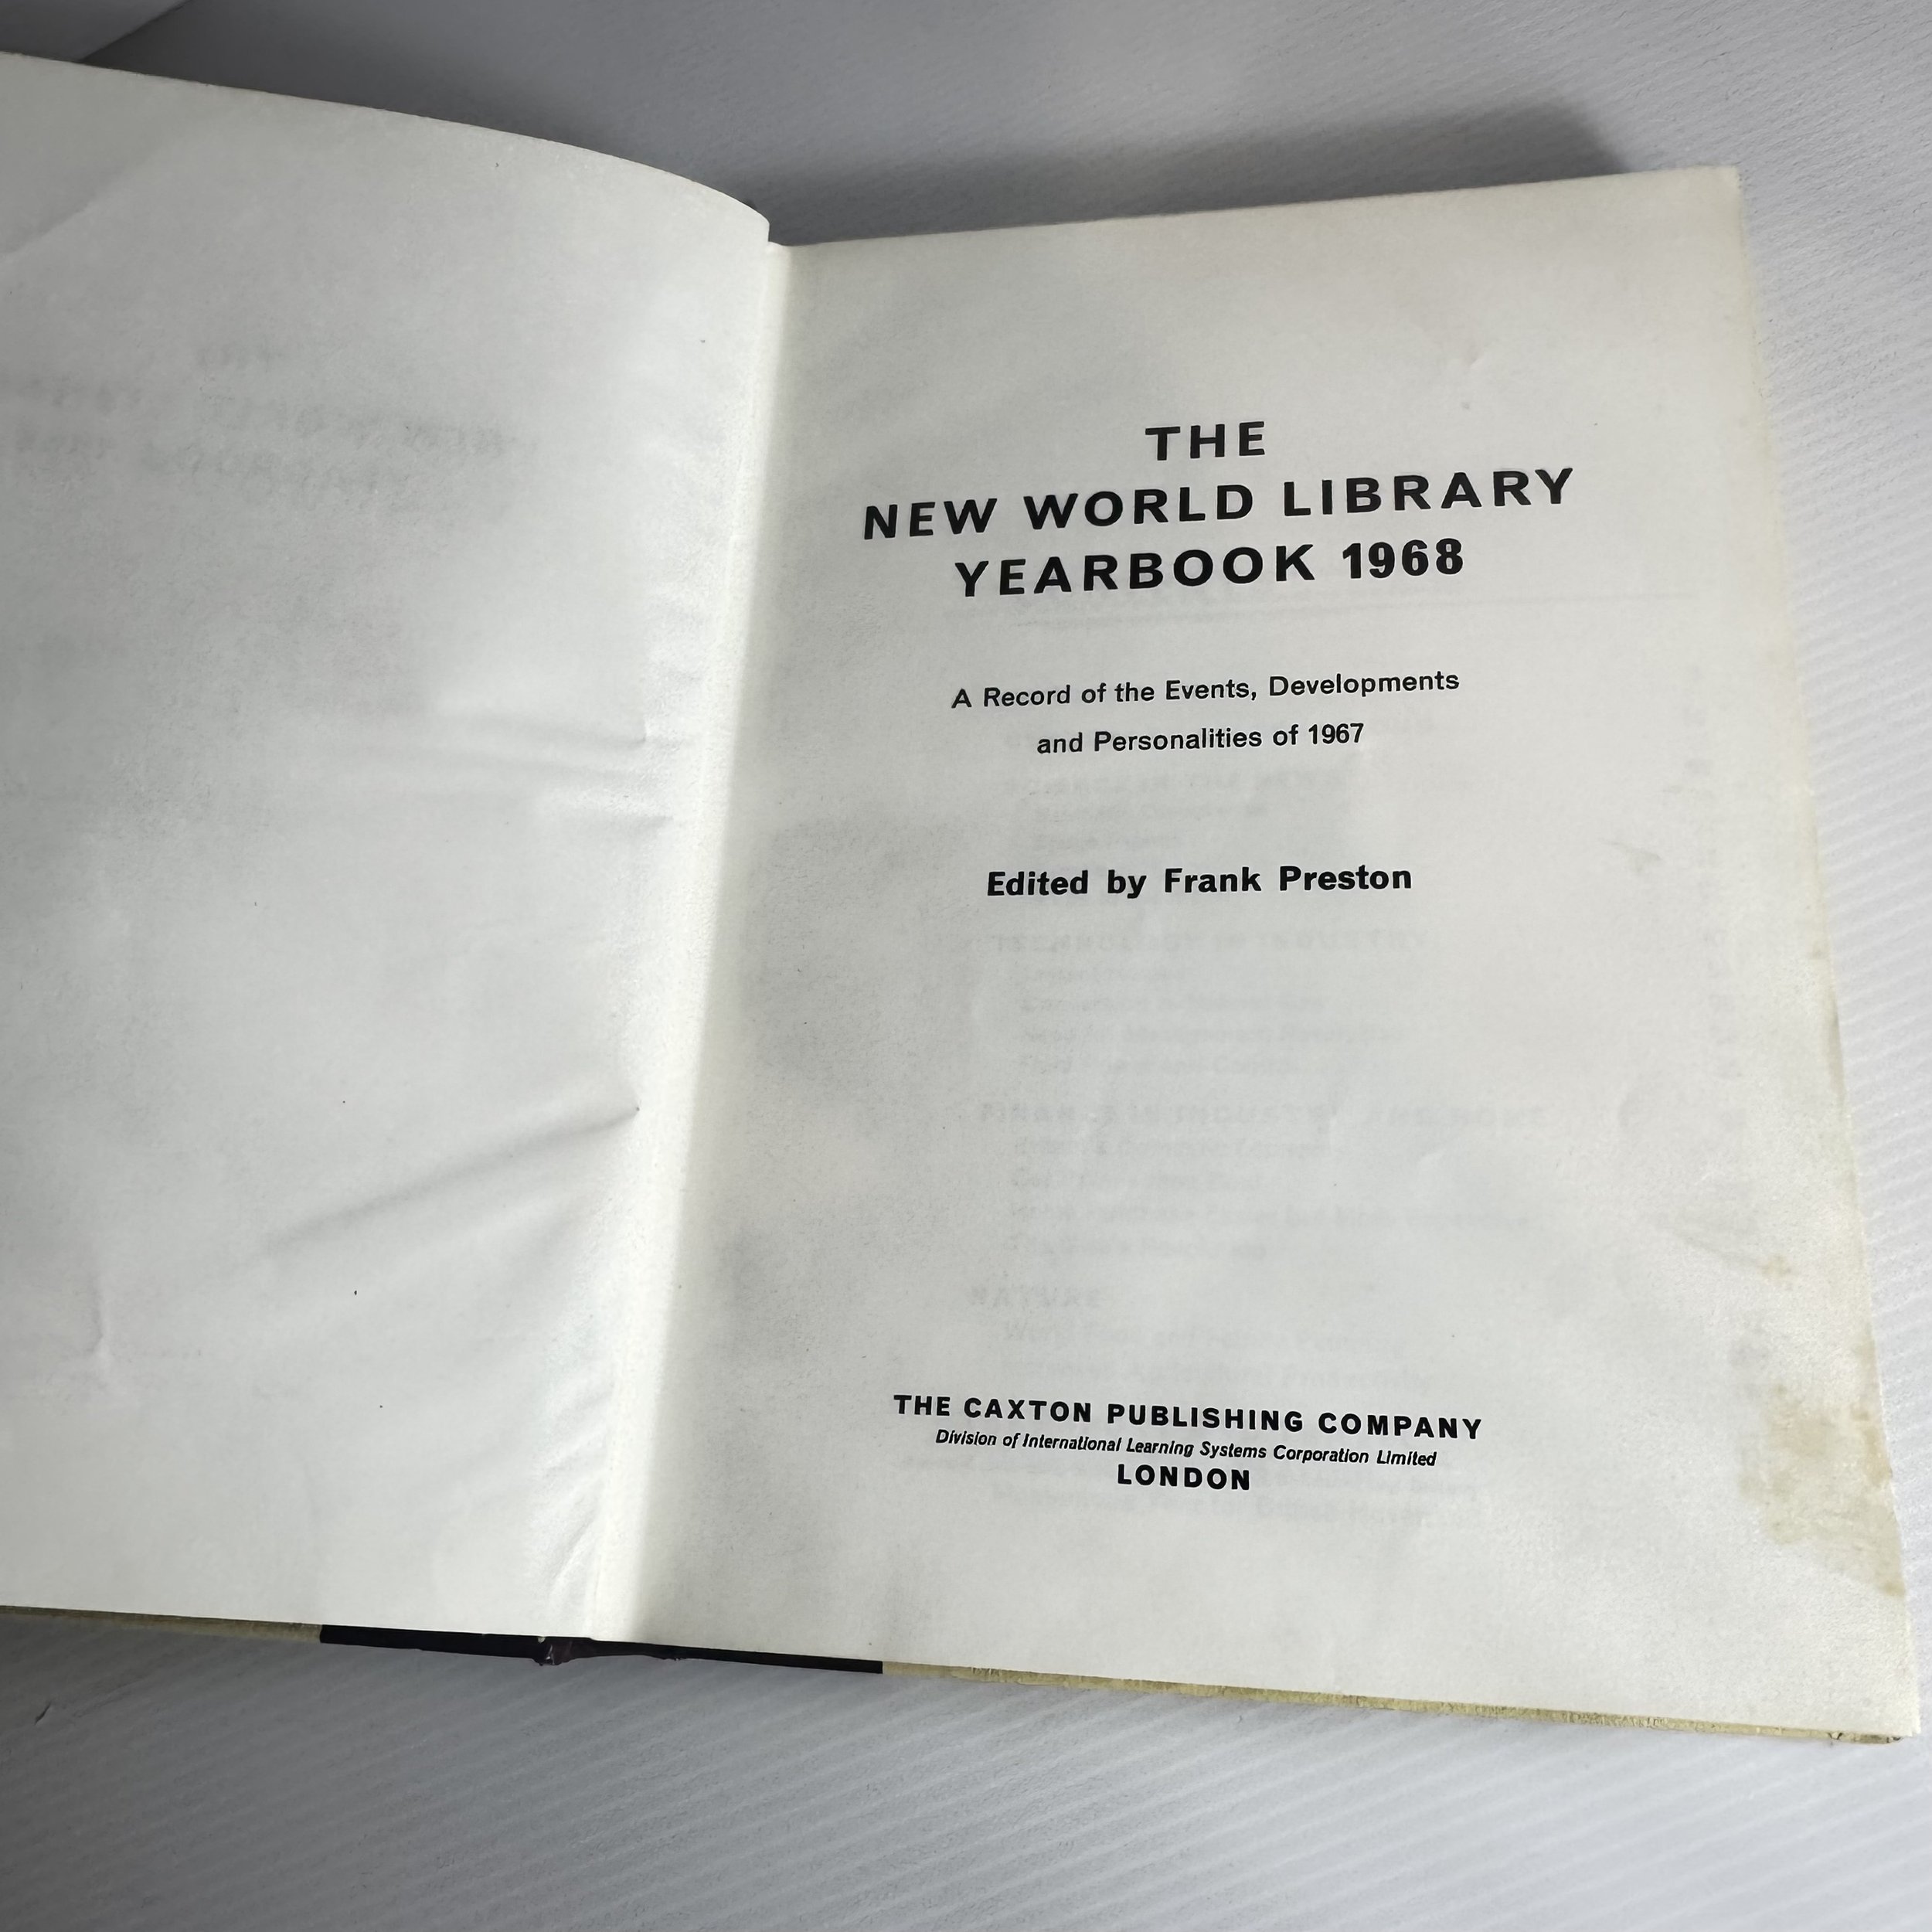 THE
NEW WORLD LIBRARY
YEARBOOK 1968
A Record of the Events, Developments
and Personalities of 1967
Edited by Frank Preston
THE CAXTON PUBLISHING COMPANY
Division of International Learning Systems Corporation Limited
LONDON